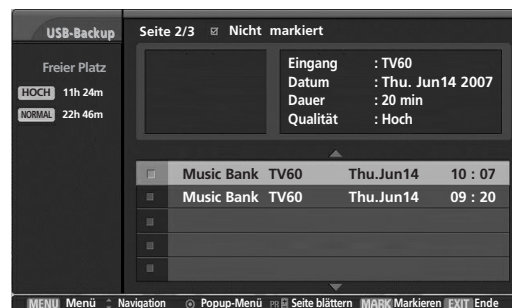 USB-Backup
Seite 2/3 Nicht markiert
Freier Platz
HOCH 11h 24m
NORMAL 22h 46m
Eingang : TV60
Datum : Thu. Jun14 2007
Dauer : 20 min
Qualität : Hoch
Music Bank TV60 Thu.Jun14 10 : 07
Music Bank TV60 Thu.Jun14 09 : 20
MENU Menü Navigation Popup-Menü PR Seite blättern MARK Markieren EXIT Ende